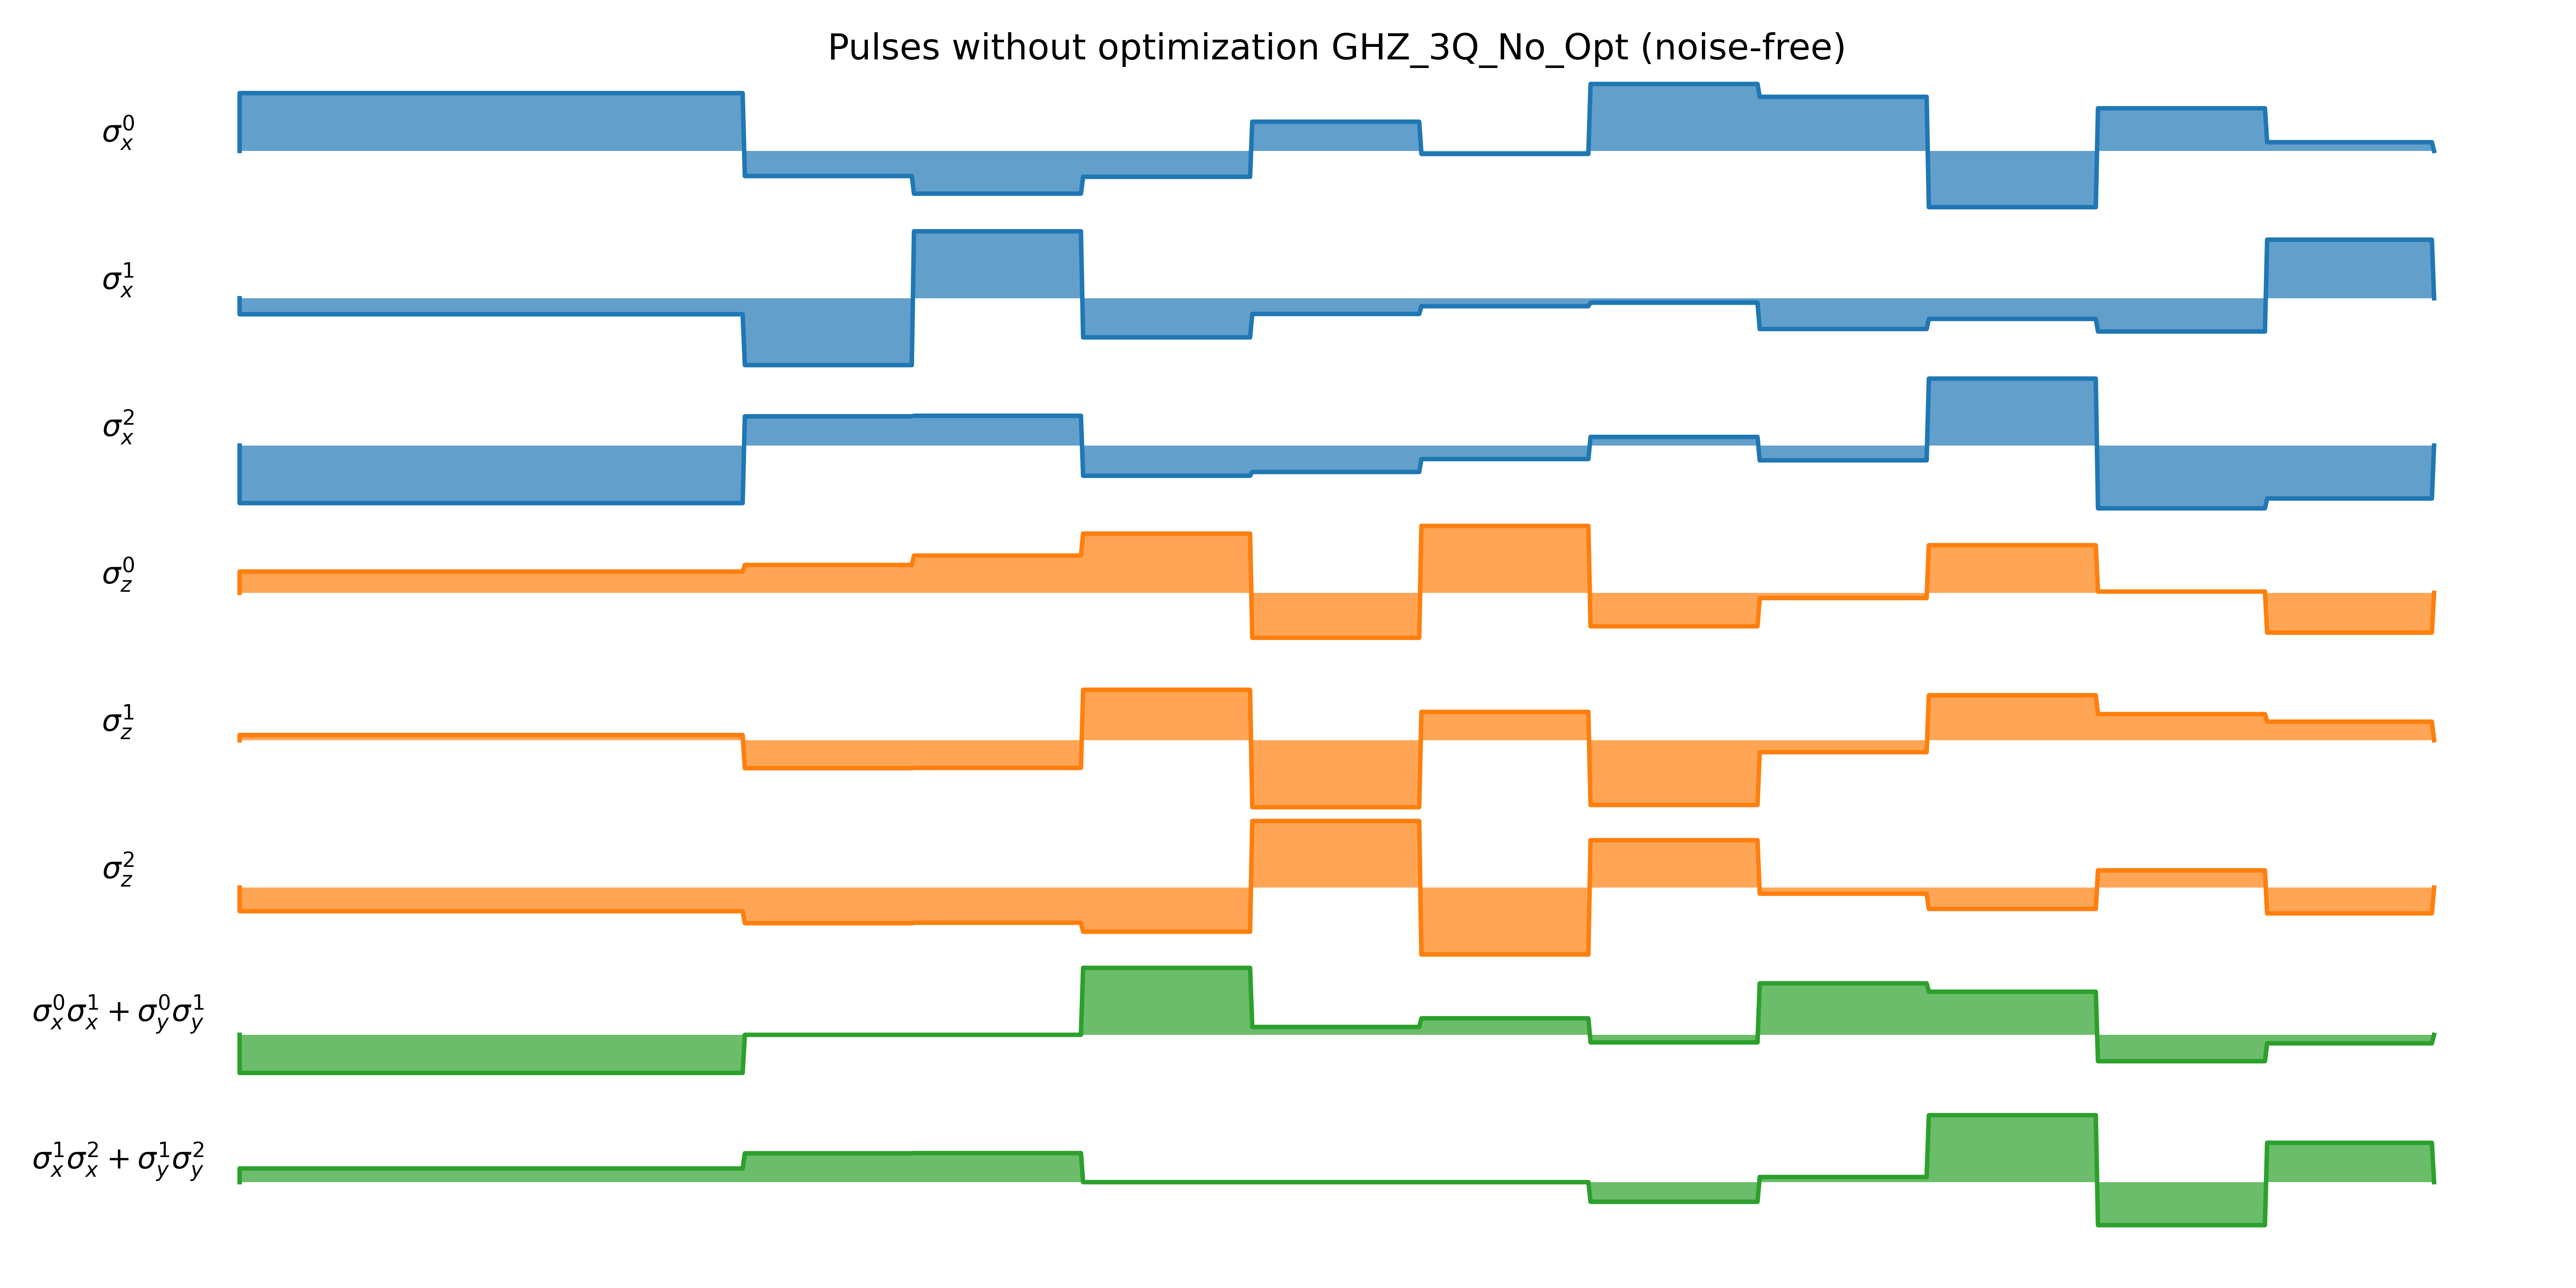 Pulses without optimization GHZ_3Q_No_Opt (noise-free)
σ_x^0
σ_x^1
σ_x^2
σ_z^0
σ_z^1
σ_z^2
σ_x^0σ_x^1 + σ_y^0σ_y^1
σ_x^1σ_x^2 + σ_y^1σ_y^2